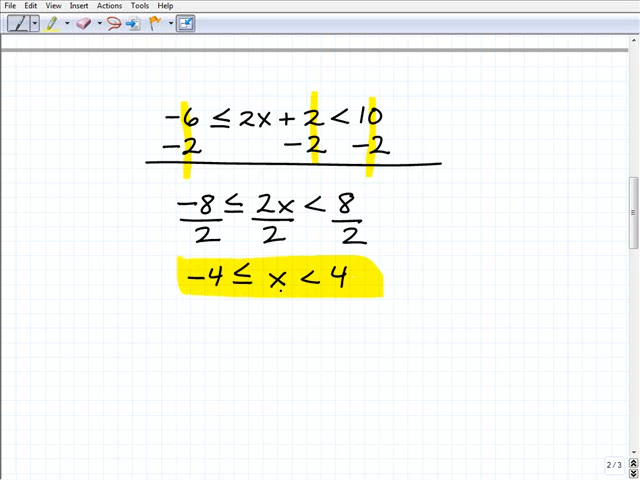 File Edit View Insert Actions Tools Help
-6 ≤ 2x + 2 < 10
-2 -2 -2
-8 ≤ 2x < 8
2 2 2
-4 ≤ x < 4
2 / 3